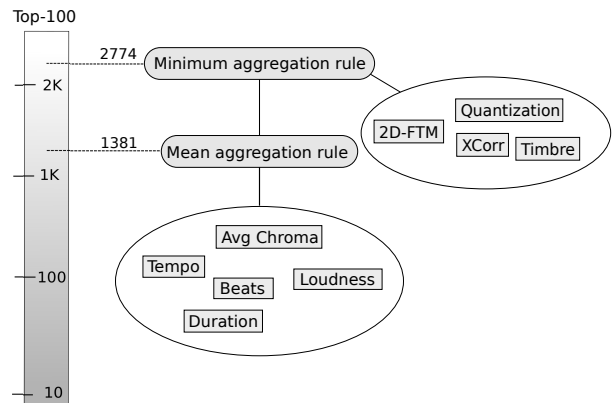 Top-100
2774
Minimum aggregation rule
2K
Quantization
2D-FTM
XCorr
Timbre
1381
Mean aggregation rule
1K
Avg Chroma
Tempo
Loudness
100
Beats
Duration
10